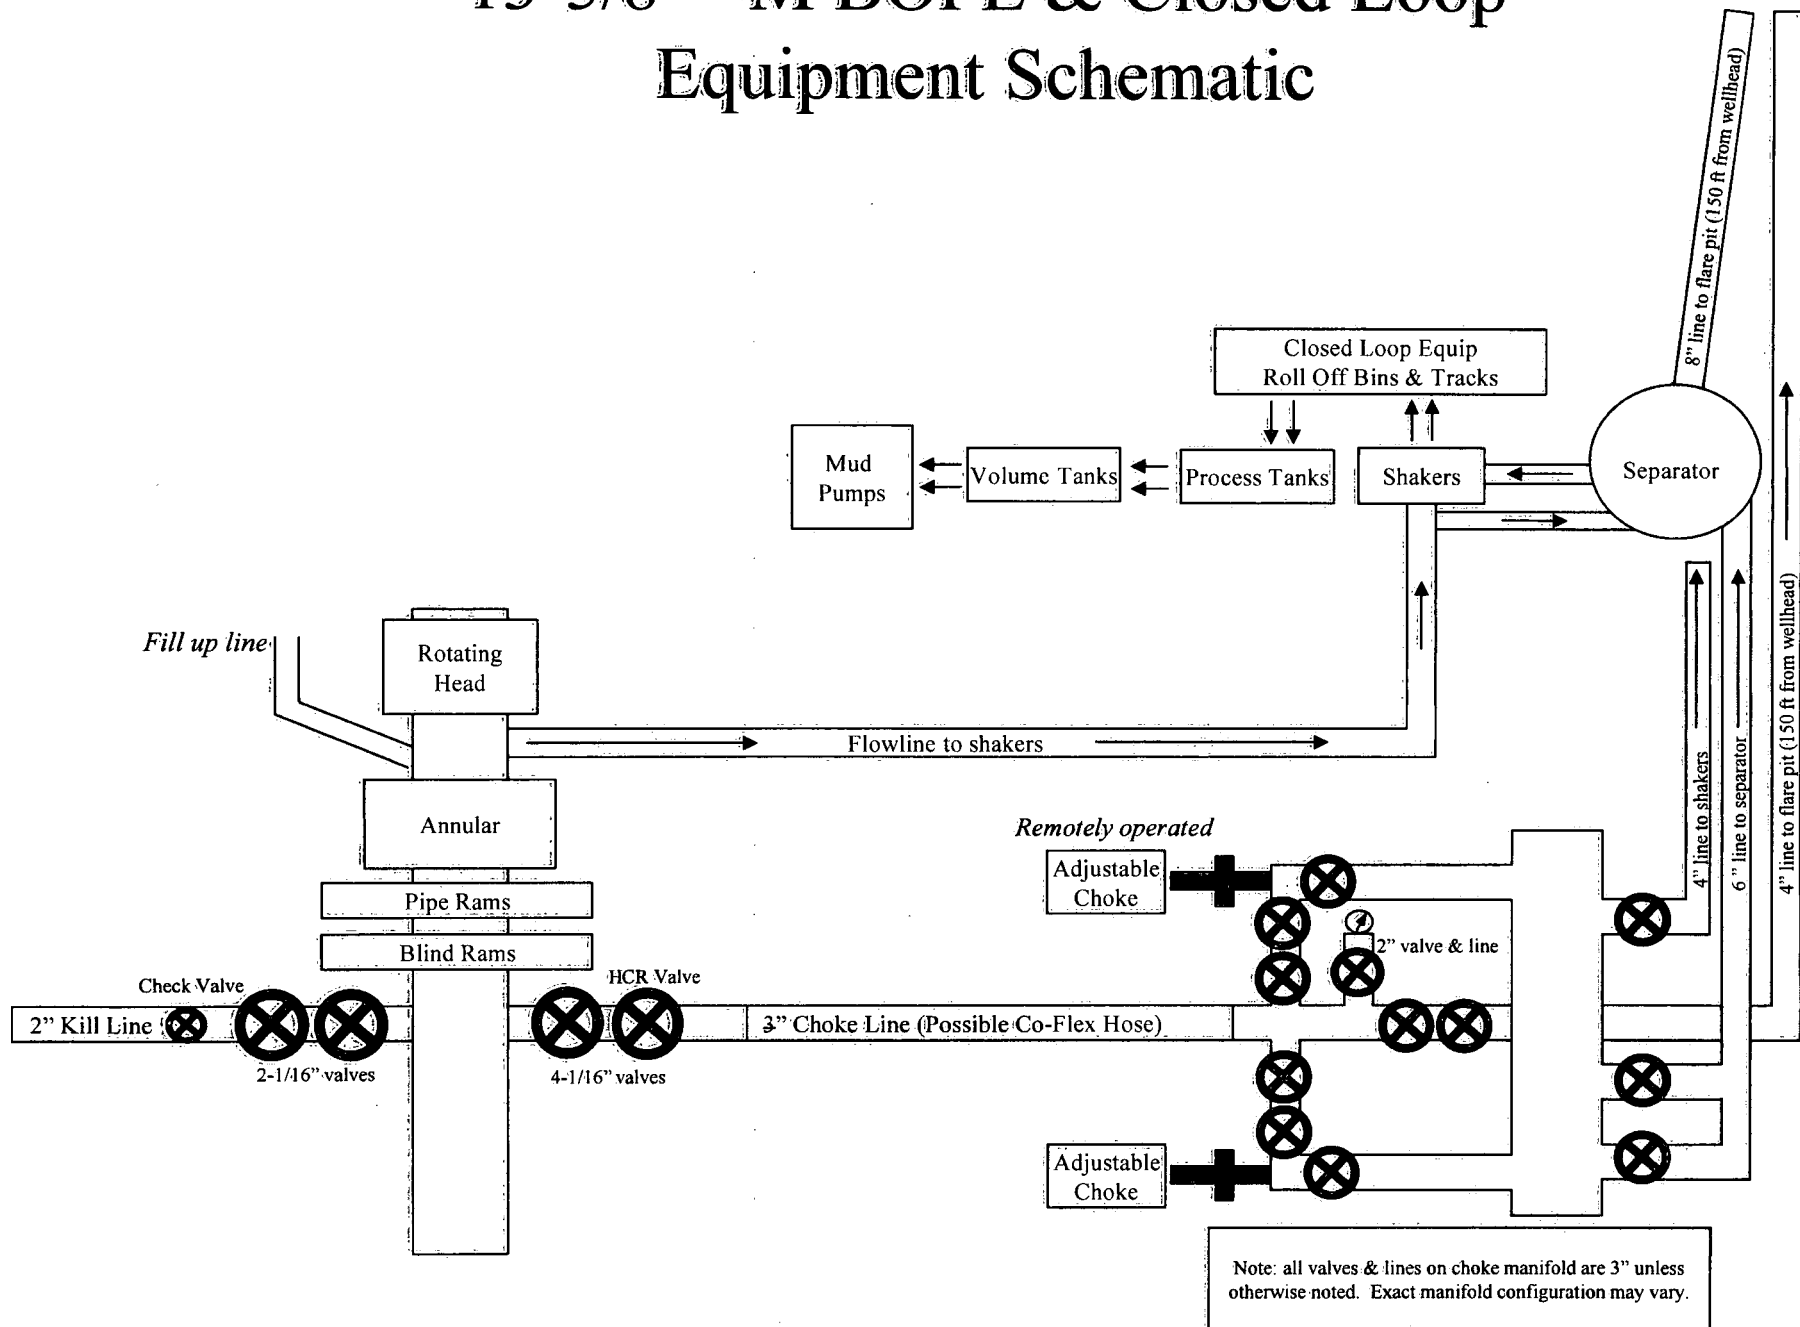 M BOPE & Closed Loop
Equipment Schematic
8” line to flare pit (150 ft from wellhead)
Closed Loop Equip
Roll Off Bins & Tracks
Mud
Pumps
Volume Tanks
Process Tanks
Shakers
Separator
Fill up line
Rotating
Head
Flowline to shakers
Annular
Pipe Rams
Blind Rams
Check Valve
HCR Valve
2” Kill Line
3” Choke Line (Possible Co-Flex Hose)
2-1/16” valves
4-1/16” valves
Remotely operated
Adjustable
Choke
2” valve & line
Adjustable
Choke
4” line to shakers
6” line to separator
4” line to flare pit (150 ft from wellhead)
Note: all valves & lines on choke manifold are 3” unless
otherwise noted. Exact manifold configuration may vary.